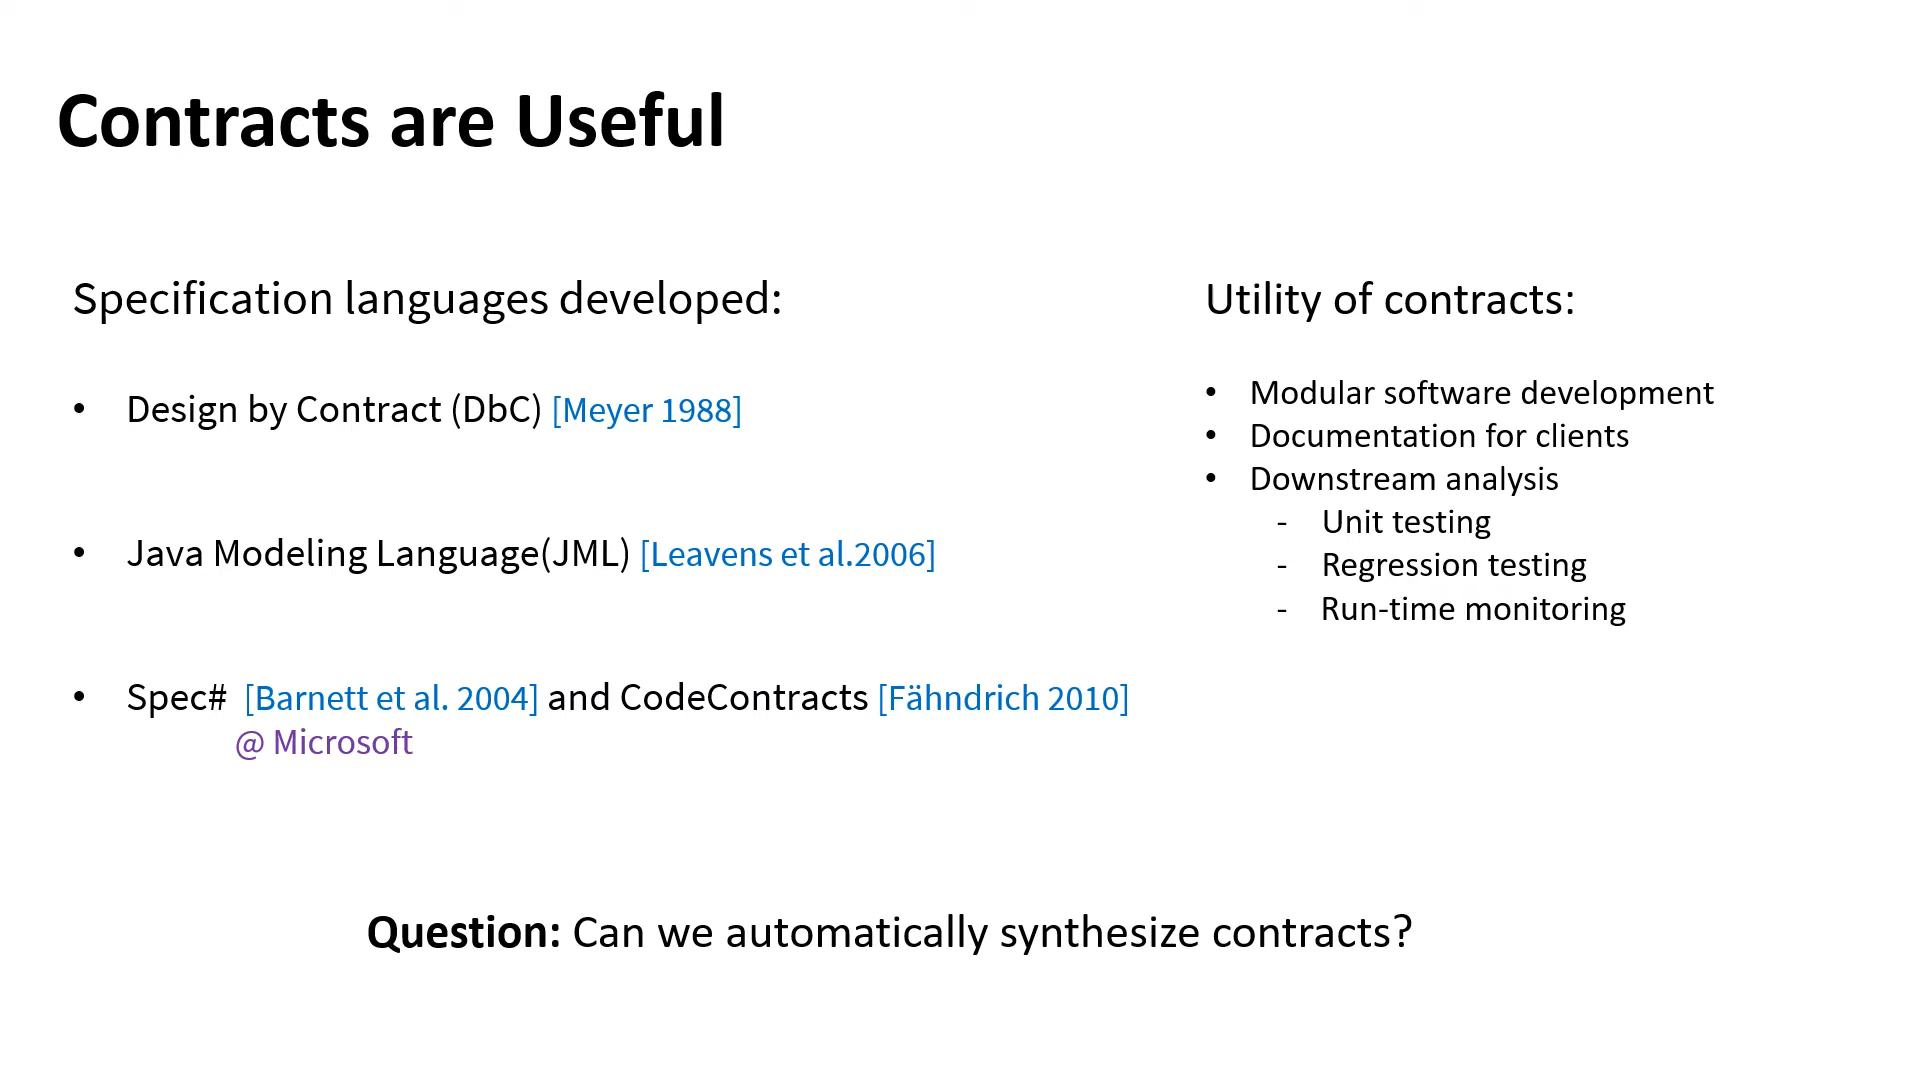 Contracts are Useful
Specification languages developed:
• Design by Contract (DbC) [Meyer 1988]
• Java Modeling Language(JML) [Leavens et al.2006]
• Spec# [Barnett et al. 2004] and CodeContracts [Fähndrich 2010]
@ Microsoft
Utility of contracts:
• Modular software development
• Documentation for clients
• Downstream analysis
- Unit testing
- Regression testing
- Run-time monitoring
Question: Can we automatically synthesize contracts?